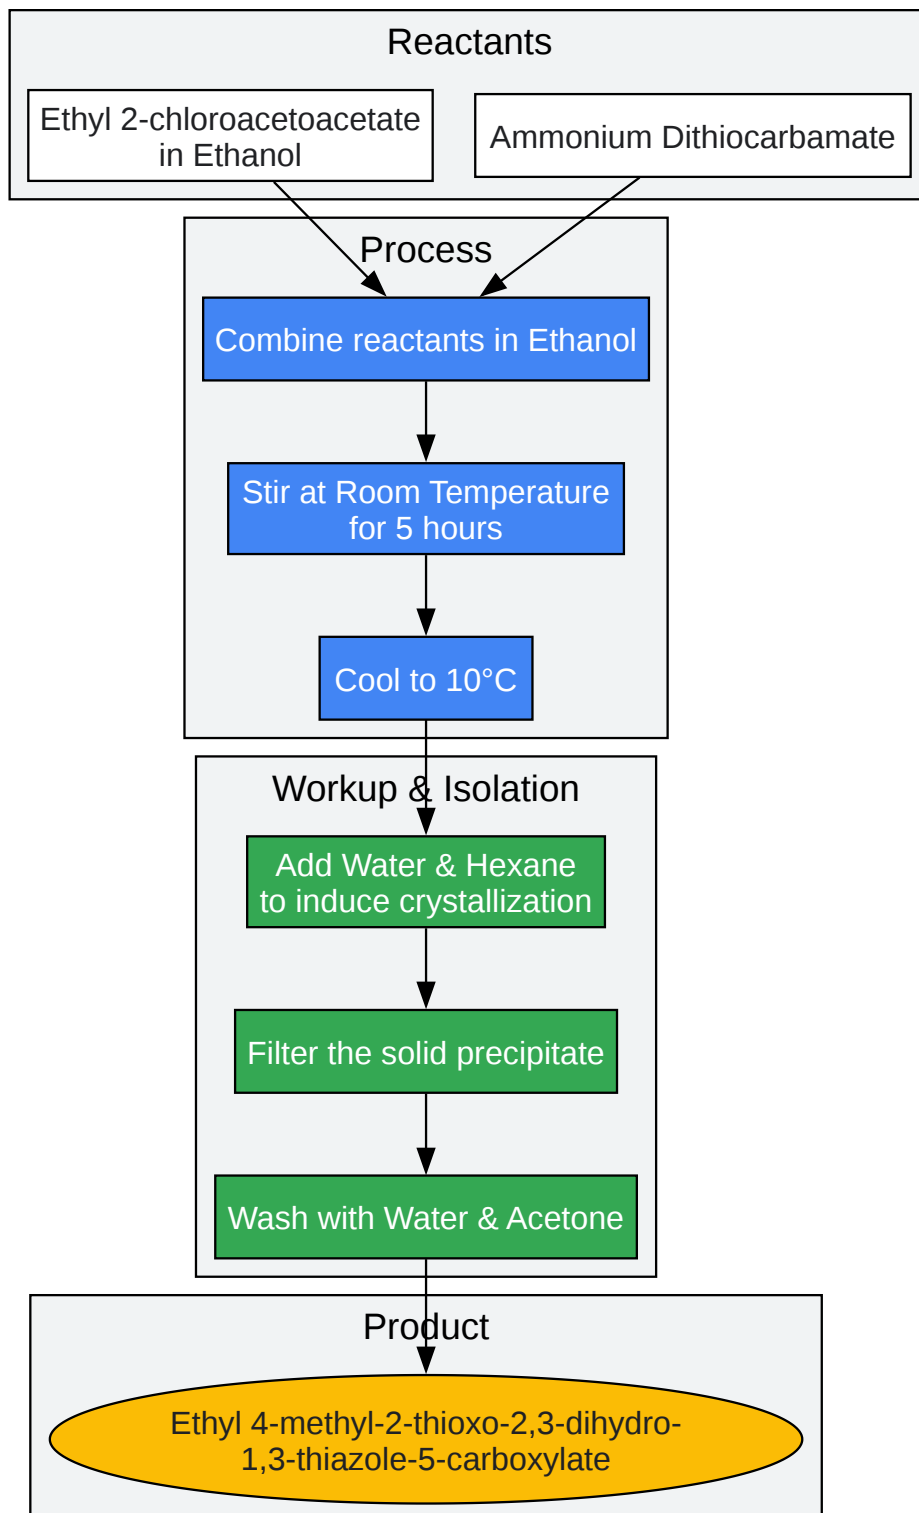 Reactants
Ethyl 2-chloroacetoacetate
in Ethanol
Ammonium Dithiocarbamate
Process
Combine reactants in Ethanol
Stir at Room Temperature
for 5 hours
Cool to 10°C
Workup & Isolation
Add Water & Hexane
to induce crystallization
Filter the solid precipitate
Wash with Water & Acetone
Product
Ethyl 4-methyl-2-thioxo-2,3-dihydro-
1,3-thiazole-5-carboxylate